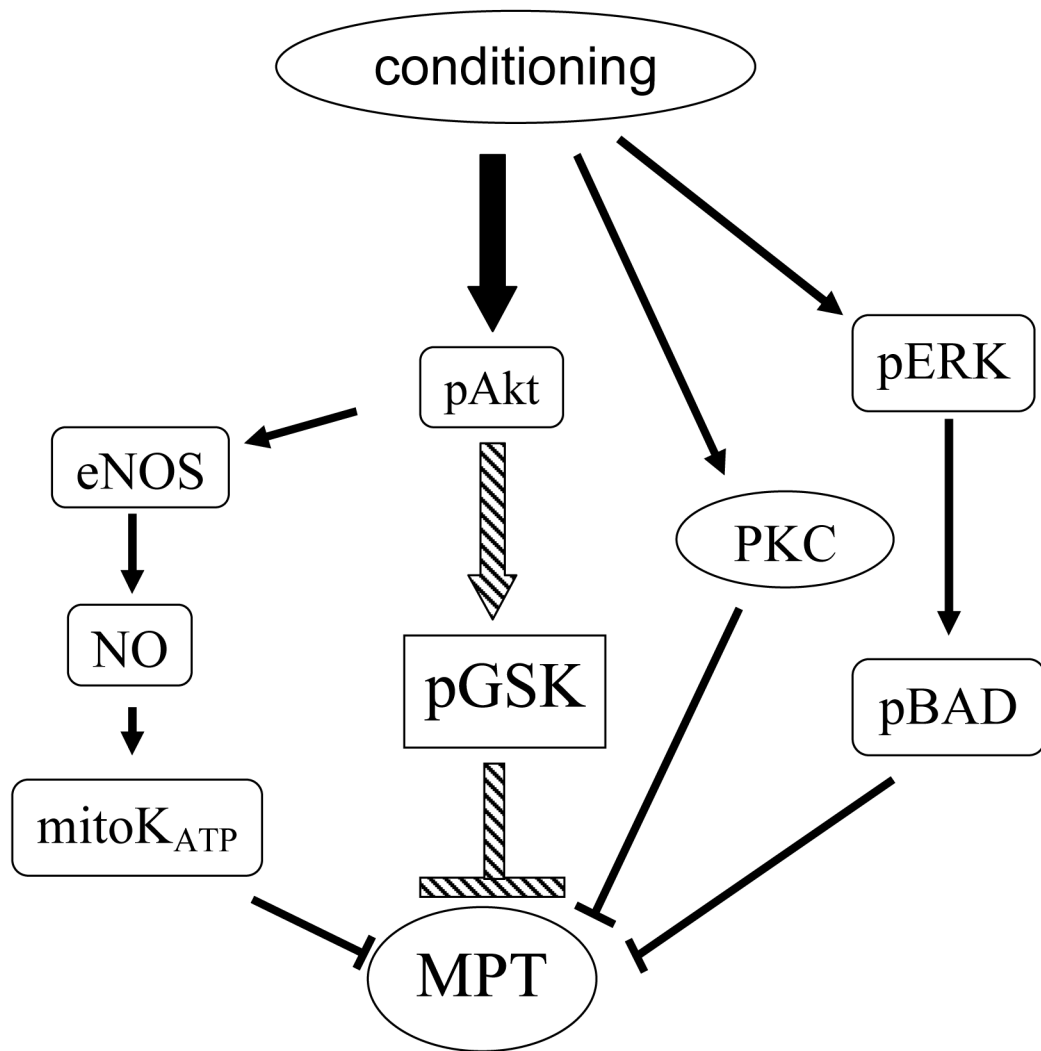 conditioning
pAkt
pERK
eNOS
PKC
NO
pGSK
pBAD
mitoKATP
MPT